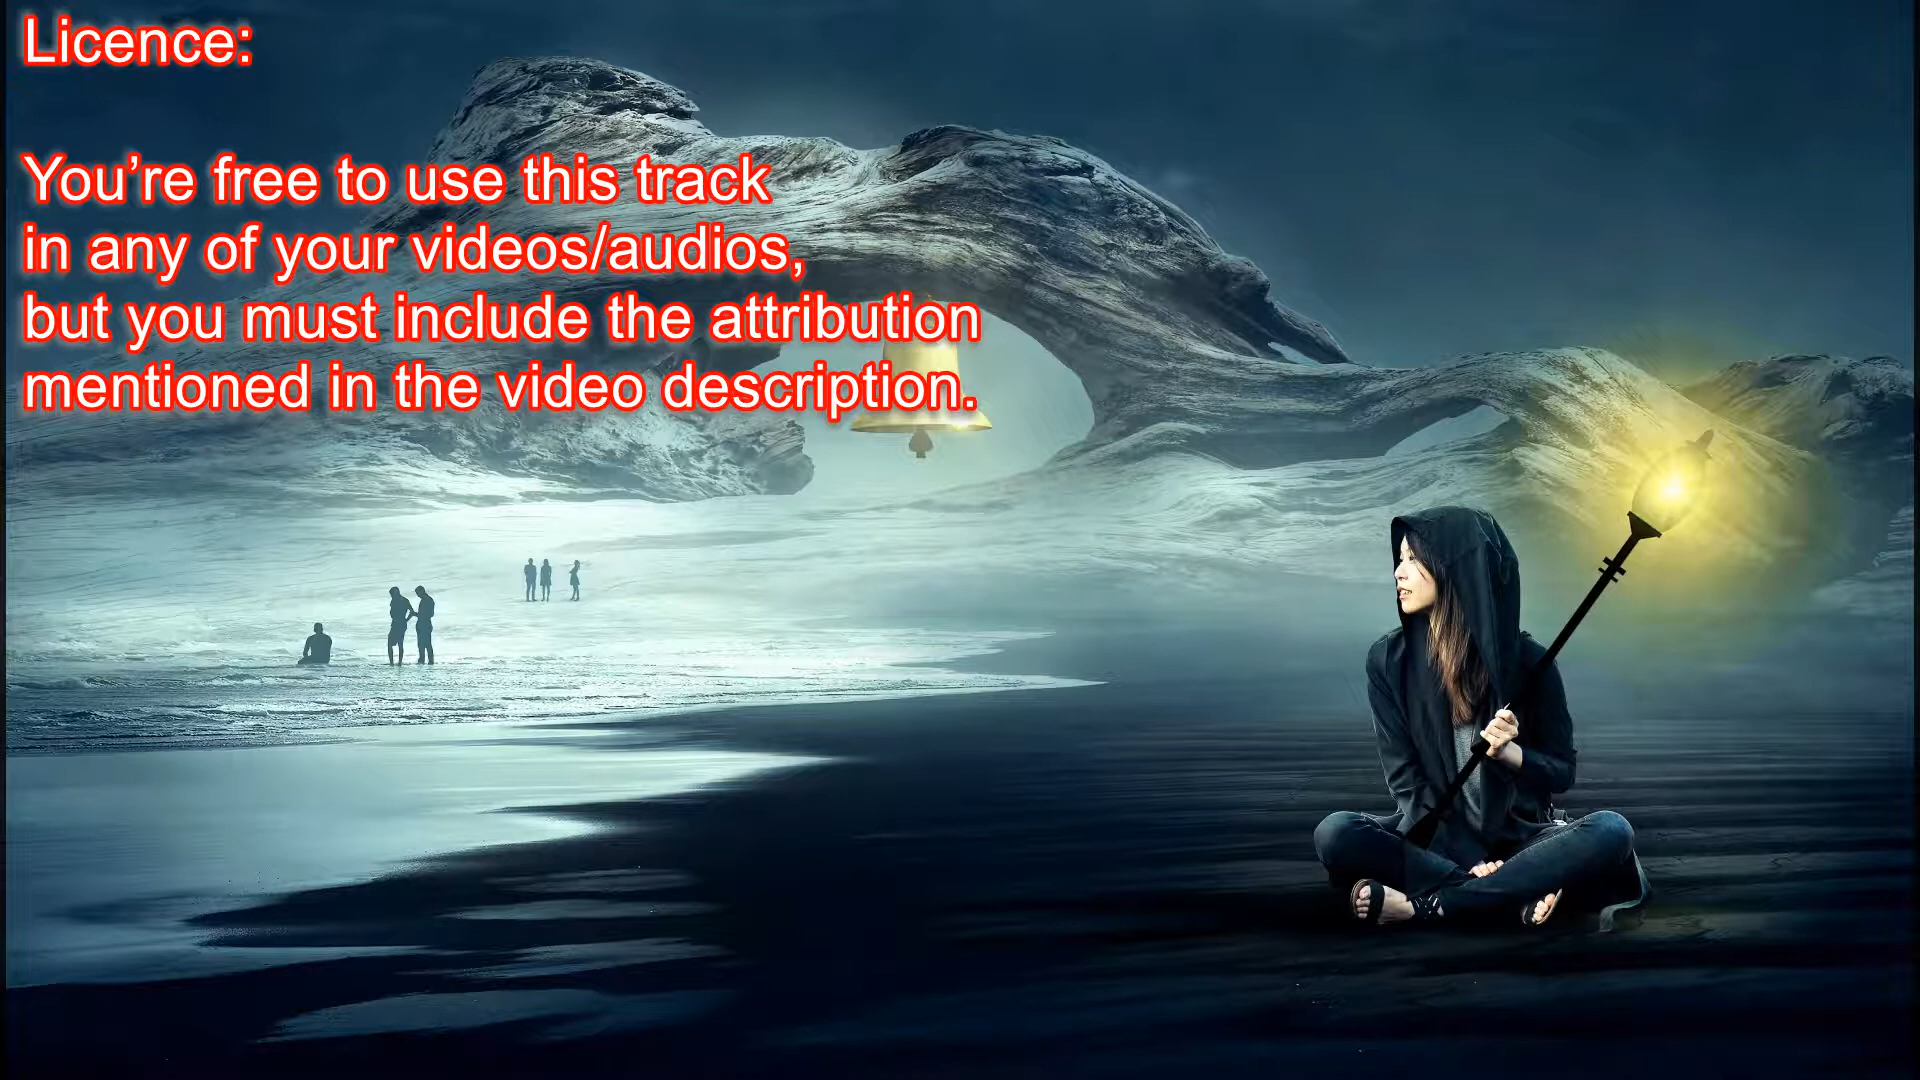 Licence:
You’re free to use this track
in any of your videos/audios,
but you must include the attribution
mentioned in the video description.